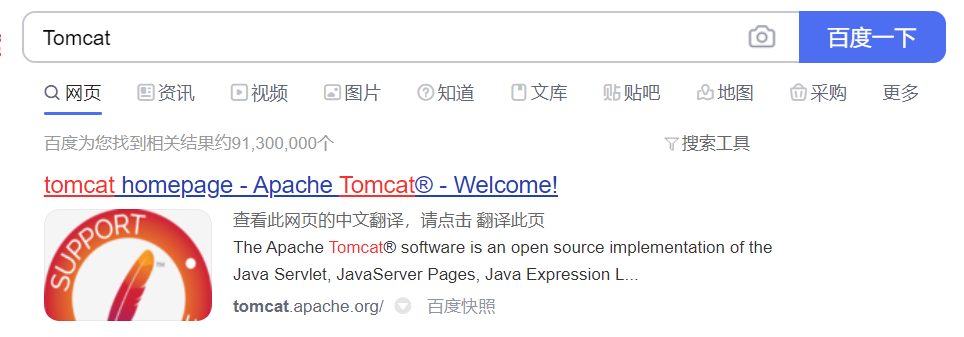 Tomcat 百度一下
网页 资讯 视频 图片 知道 文库 贴 贴吧 地图 采购 更多
百度为您找到相关结果约91,300,000个 搜索工具
tomcat homepage - Apache Tomcat® - Welcome!
SUPPORT
TM
查看此网页的中文翻译，请点击 翻译此页
The Apache Tomcat® software is an open source implementation of the
Java Servlet, JavaServer Pages, Java Expression L...
tomcat.apache.org/ 百度快照